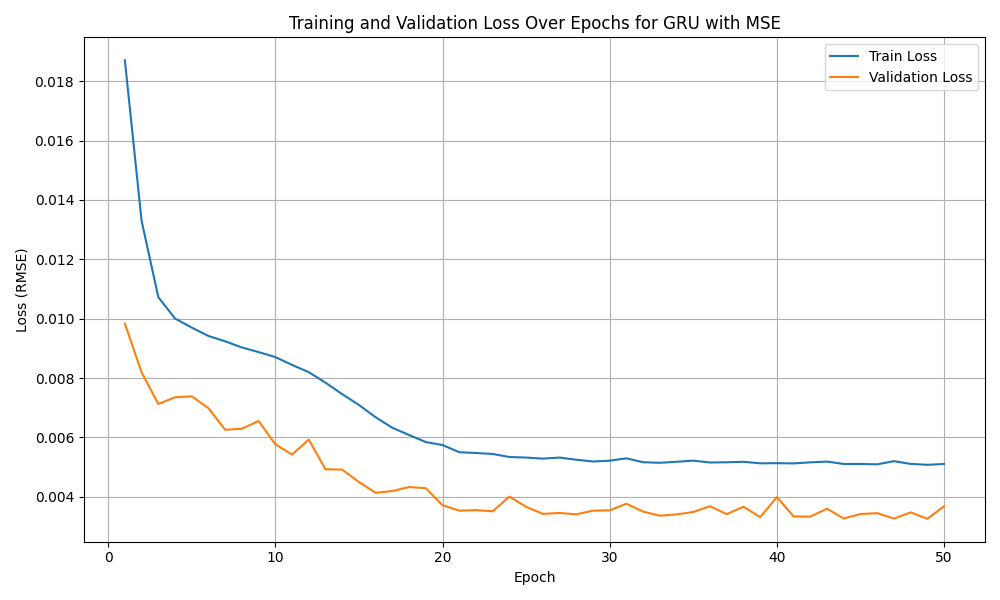 Training and Validation Loss Over Epochs for GRU with MSE
Train Loss
Validation Loss
0.018
0.016
0.014
0.012
0.010
0.008
0.006
0.004
Loss (RMSE)
0 10 20 30 40 50
Epoch